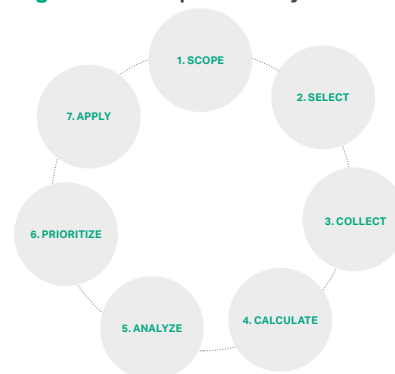 1. SCOPE
2. SELECT
3. COLLECT
4. CALCULATE
5. ANALYZE
6. PRIORITIZE
7. APPLY